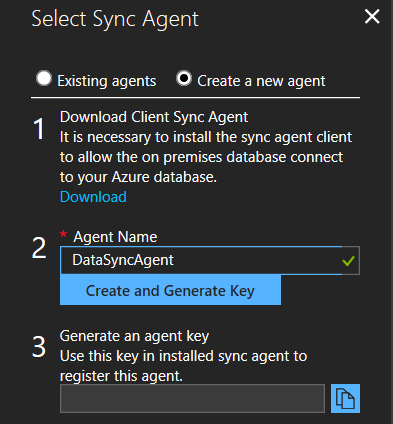 Select Sync Agent
Existing agents
Create a new agent
1
Download Client Sync Agent
It is necessary to install the sync agent client
to allow the on premises database connect
to your Azure database.
Download
2
* Agent Name
DataSyncAgent
Create and Generate Key
3
Generate an agent key
Use this key in installed sync agent to
register this agent.